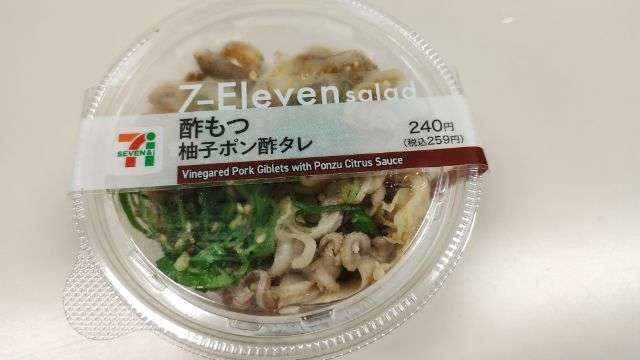 7-Eleven salad
酢もつ
柚子ポン酢タレ
240円
(税込259円)
SEVEN&i
Vinegared Pork Giblets with Ponzu Citrus Sauce